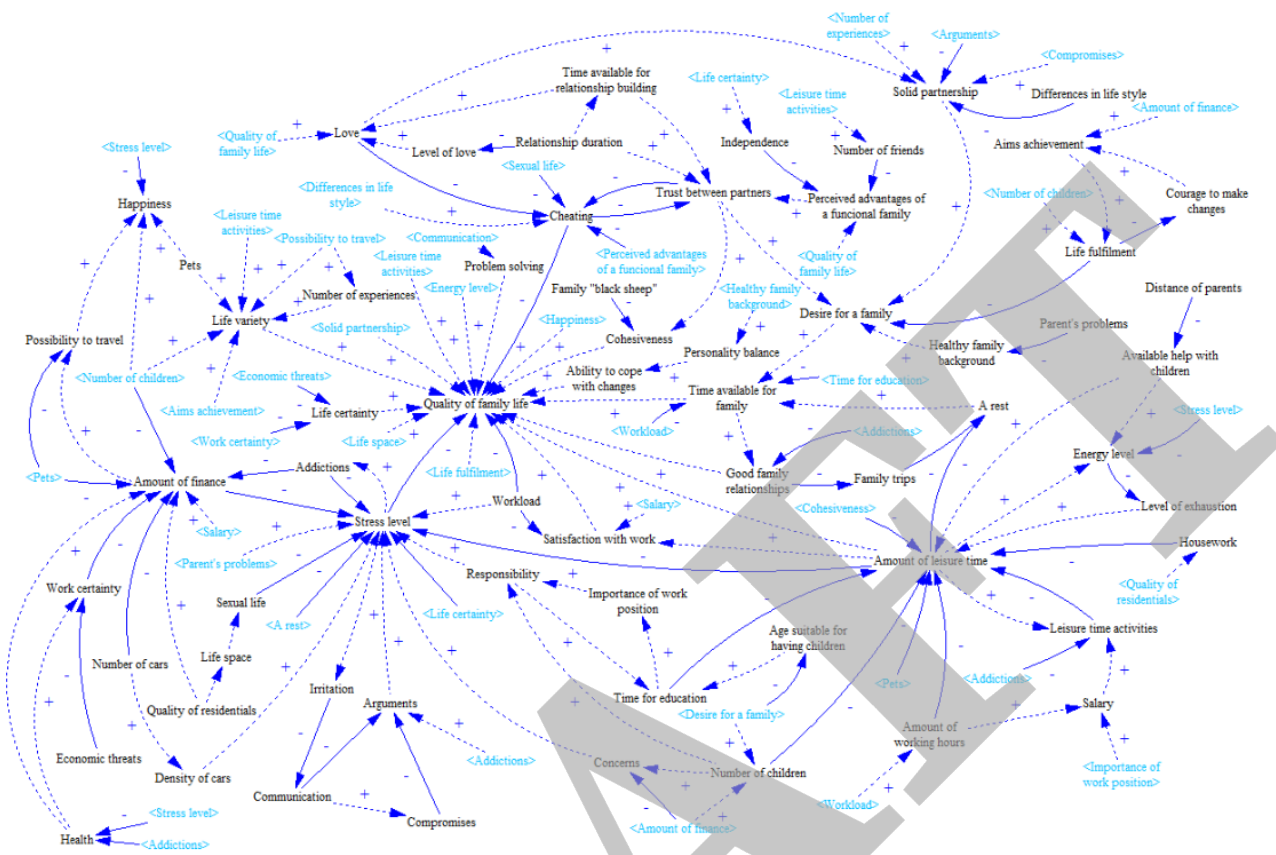 <Number of
experiences>
<Arguments>
<Compromises>
Time available for
relationship building
<Life certainty>
<Leisure time
activities>
Solid partnership
Differences in life style
<Amount of finance>
<Quality of
family life>
Love
Level of love
Relationship duration
Independence
Number of friends
Aims achievement
<Stress level>
<Sexual life>
Happiness
<Differences in life
style>
Trust between partners
Perceived advantages of
a funcional family
<Number of children>
Courage to make
changes
<Leisure time
activities>
Cheating
<Possibility to travel>
<Communication>
<Leisure time
activities>
Problem solving
<Perceived advantages
of a funcional family>
<Quality of
family life>
Life fulfilment
Pets
Number of experiences
<Energy level>
Family "black sheep"
<Healthy family
background>
Distance of parents
Life variety
<Solid partnership>
<Happiness>
Desire for a family
Parent's problems
Possibility to travel
Cohesiveness
Personality balance
Healthy family
background
Available help with
children
<Number of children>
<Economic threats>
Ability to cope
with changes
Time available for
family
<Time for education>
<Aims achievement>
Life certainty
Quality of family life
A rest
<Work certainty>
<Life space>
<Workload>
<Addictions>
<Stress level>
Energy level
<Pets>
Amount of finance
Addictions
<Life fulfilment>
Good family
relationships
Family trips
Workload
<Salary>
<Cohesiveness>
Level of exhaustion
<Salary>
Stress level
Satisfaction with work
Housework
<Parent's problems>
Amount of leisure time
Work certainty
Responsibility
Importance of work
position
<Quality of
residentials>
Sexual life
<Life certainty>
<A rest>
Age suitable for
having children
Leisure time activities
Life space
Number of cars
Irritation
Time for education
<Pets>
<Addictions>
Quality of residentials
Arguments
<Desire for a family>
Salary
Amount of
working hours
Economic threats
Density of cars
<Addictions>
Concerns
Number of children
<Importance of
work position>
Communication
Compromises
<Workload>
<Stress level>
<Amount of finance>
Health
<Addictions>